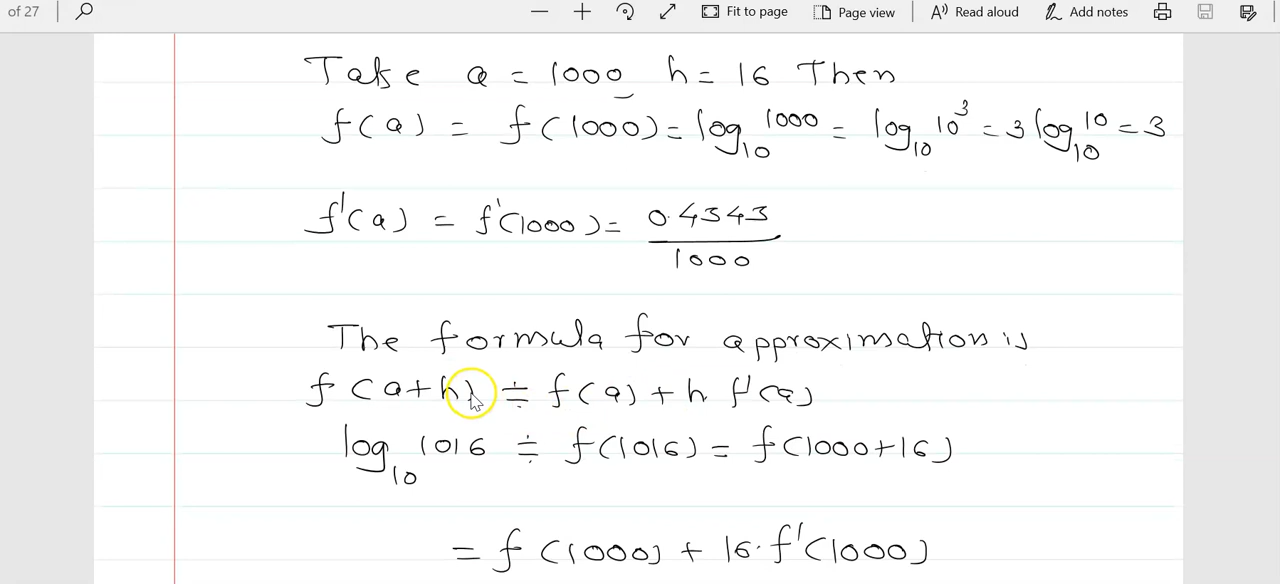 of 27 Fit to page Page view Read aloud Add notes
Take a = 1000 h = 16 Then
f(a) = f(1000) = log₁₀ 1000 = log₁₀ 10³ = 3 log₁₀ 10 = 3
f'(a) = f'(1000) = 0.4343 / 1000
The formula for approximation is
f(a+h) ≑ f(a) + h f'(a)
log₁₀ 1016 ≑ f(1016) = f(1000+16)
= f(1000) + 16. f'(1000)